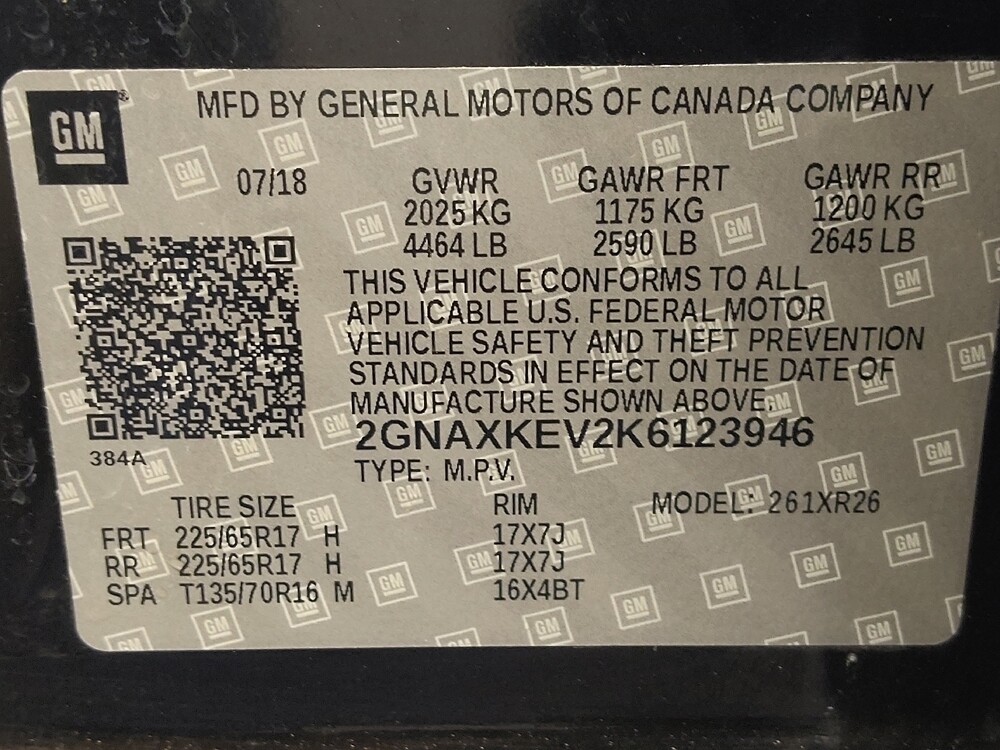 GM
MFD BY GENERAL MOTORS OF CANADA COMPANY
07/18 GVWR GAWR FRT GAWR RR
2025 KG 1175 KG 1200 KG
4464 LB 2590 LB 2645 LB
THIS VEHICLE CONFORMS TO ALL
APPLICABLE U.S. FEDERAL MOTOR
VEHICLE SAFETY AND THEFT PREVENTION
STANDARDS IN EFFECT ON THE DATE OF
MANUFACTURE SHOWN ABOVE.
2GNAXKEV2K6123946
384A
TYPE: M.P.V.
TIRE SIZE RIM MODEL: 261XR26
FRT 225/65R17 H 17X7J
RR 225/65R17 H 17X7J
SPA T135/70R16 M 16X4BT